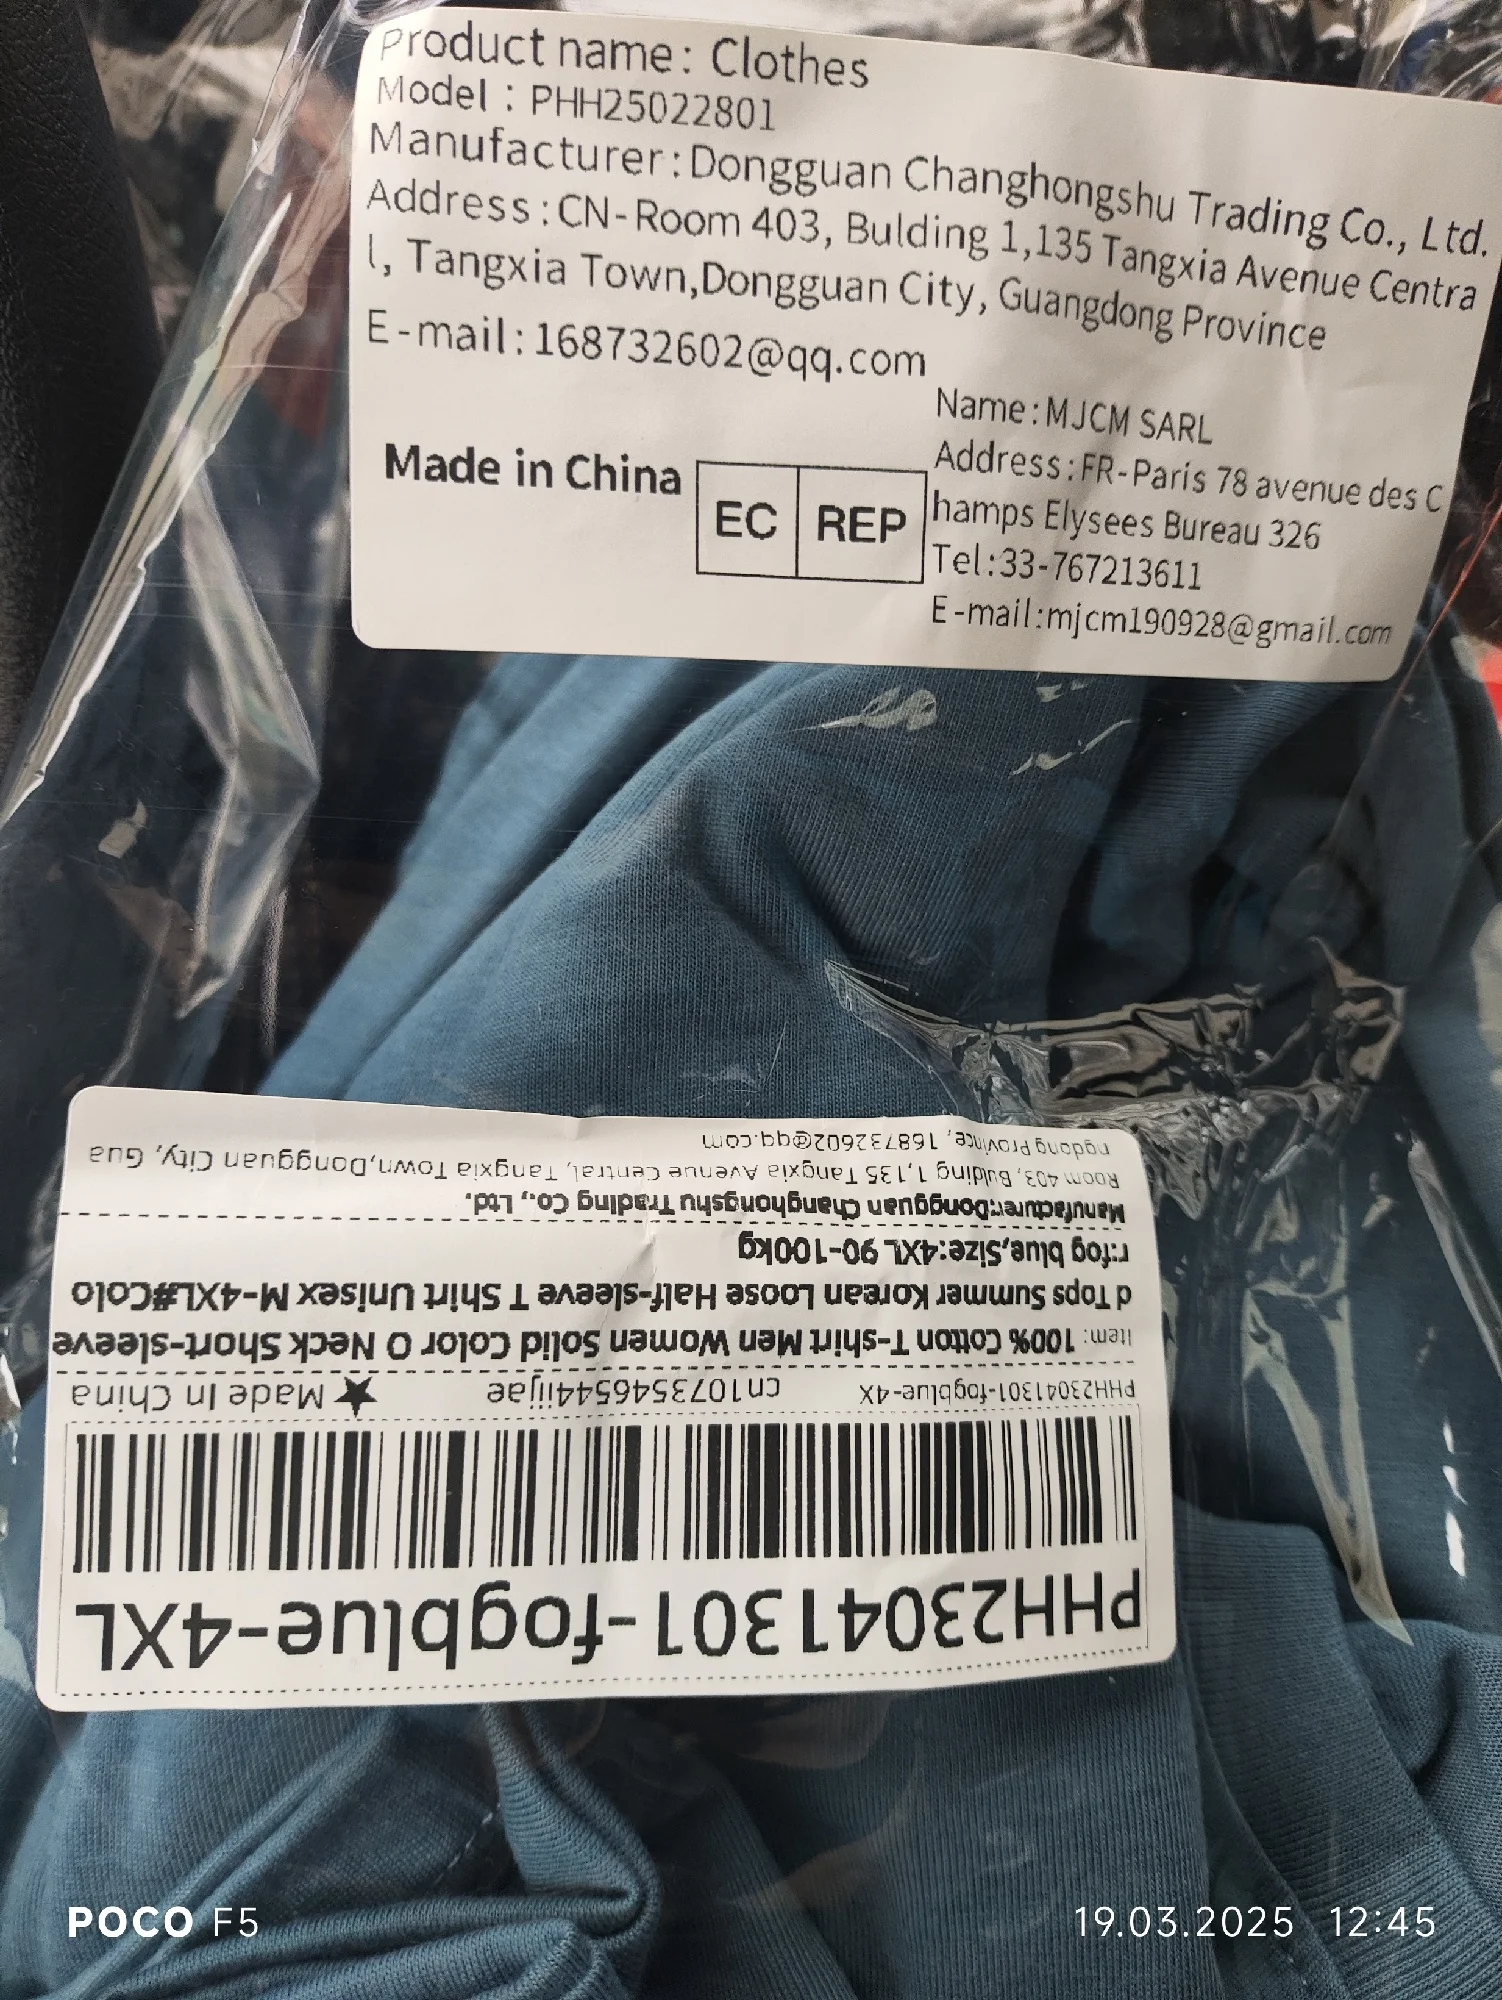 Product name: Clothes
Model: PHH25022801
Manufacturer:Dongguan Changhongshu Trading Co., Ltd.
Address:CN-Room 403, Bulding 1,135 Tangxia Avenue Centra
l, Tangxia Town,Dongguan City, Guangdong Province
E-mail:168732602@qq.com
Made in China
EC REP
Name:MJCM SARL
Address:FR-Paris 78 avenue des C
hamps Elysees Bureau 326
Tel:33-767213611
E-mail:mjcm190928@gmail.com
PHH23041301-fogblue-4XL
PHH23041301-fogblue-4X cn1073546544iijae ★ Made In China
Item: 100% Cotton T-shirt Men Women Solid Color O Neck Short-sleeve
d Tops Summer Korean Loose Half-sleeve T Shirt Unisex M-4XL#Colo
r:fog blue,Size:4XL 90-100kg
Manufacturer:Dongguan Changhongshu Trading Co., Ltd.
Room 403, Bulding 1,135 Tangxia Avenue Central, Tangxia Town,Dongguan City, Gua
ngdong Province, 168732602@qq.com
POCO F5
19.03.2025 12:45